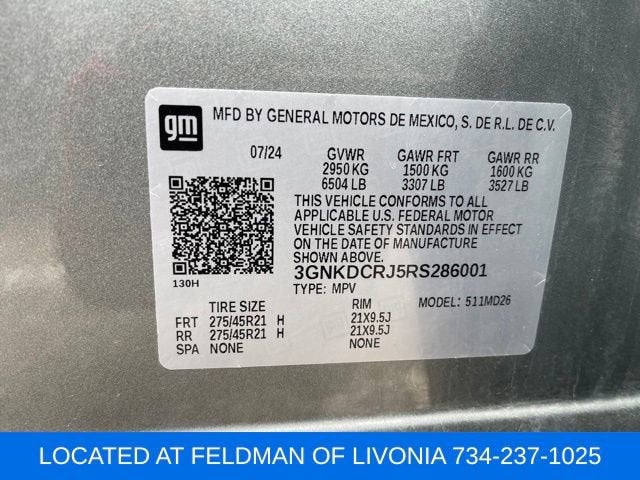 gm
MFD BY GENERAL MOTORS DE MEXICO, S. DE R.L. DE C.V.
07/24 GVWR GAWR FRT GAWR RR
2950 KG 1500 KG 1600 KG
6504 LB 3307 LB 3527 LB
THIS VEHICLE CONFORMS TO ALL
APPLICABLE U.S. FEDERAL MOTOR
VEHICLE SAFETY STANDARDS IN EFFECT
ON THE DATE OF MANUFACTURE SHOWN
ABOVE.
3GNKDCRJ5RS286001
130H TYPE: MPV MODEL: 511MD26
TIRE SIZE RIM
FRT 275/45R21 H 21X9.5J
RR 275/45R21 H 21X9.5J
SPA NONE NONE
LOCATED AT FELDMAN OF LIVONIA 734-237-1025